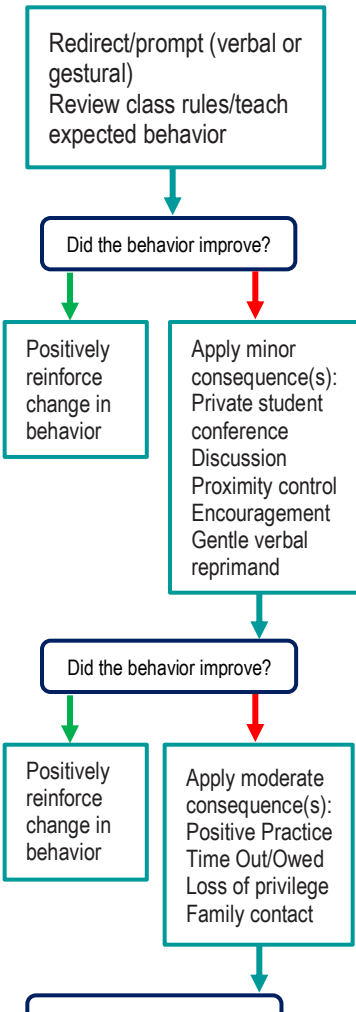 Redirect/prompt (verbal or
gestural)
Review class rules/teach
expected behavior
Did the behavior improve?
Positively
reinforce
change in
behavior
Apply minor
consequence(s):
Private student
conference
Discussion
Proximity control
Encouragement
Gentle verbal
reprimand
Did the behavior improve?
Positively
reinforce
change in
behavior
Apply moderate
consequence(s):
Positive Practice
Time Out/Owed
Loss of privilege
Family contact